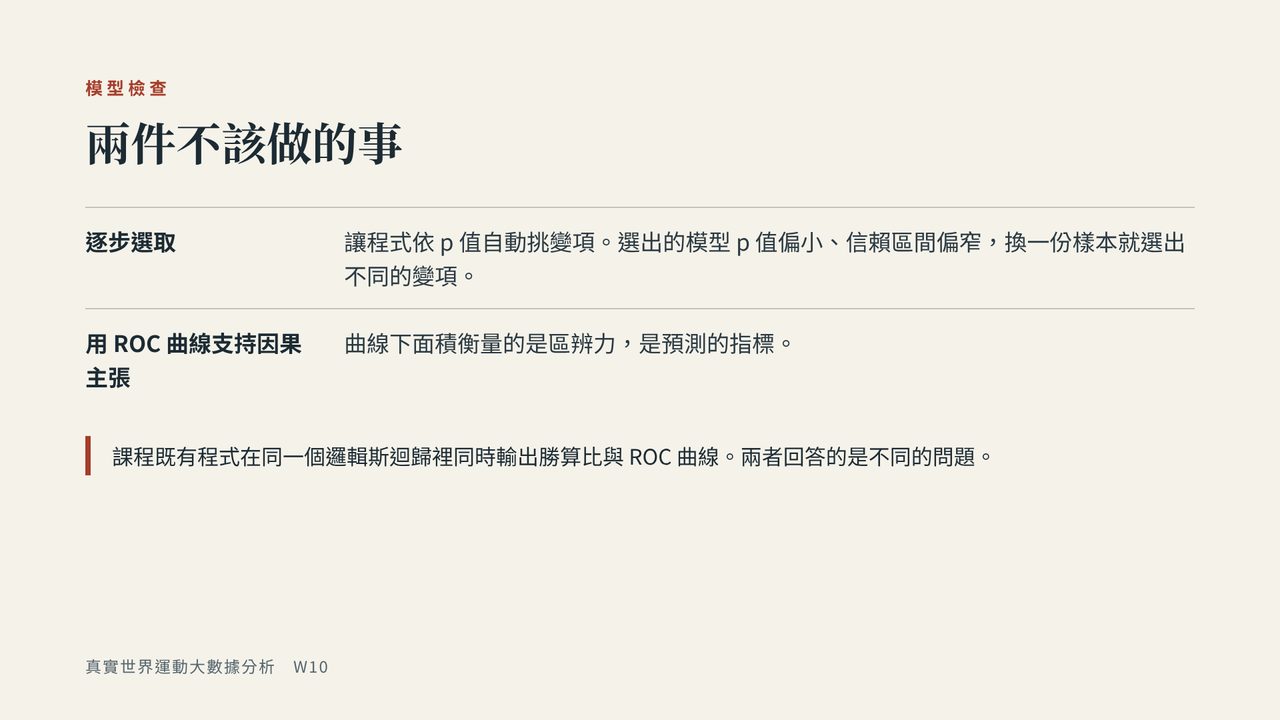 模型檢查
兩件不該做的事
逐步選取
讓程式依 p 值自動挑變項。選出的模型 p 值偏小、信賴區間偏窄，換一份樣本就選出
不同的變項。
用 ROC 曲線支持因果
主張
曲線下面積衡量的是區辨力，是預測的指標。
課程既有程式在同一個邏輯斯迴歸裡同時輸出勝算比與 ROC 曲線。兩者回答的是不同的問題。
真實世界運動大數據分析 W10